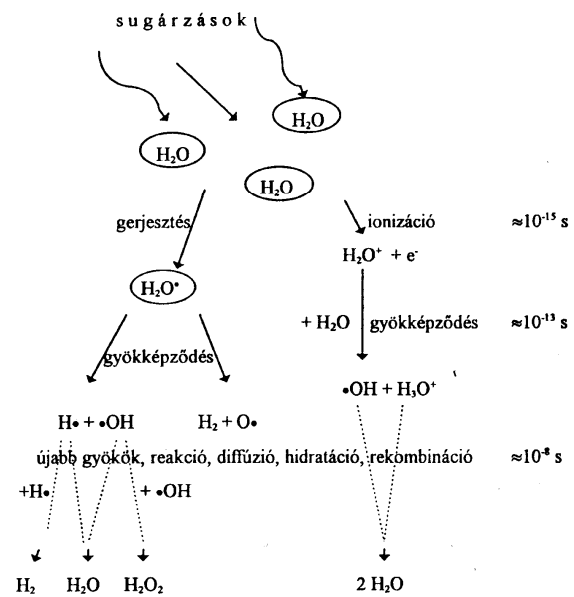 sugárzások
H₂O
H₂O
H₂O
gerjesztés
ionizáció ≈10⁻¹⁵ s
H₂O⁺ + e⁻
H₂O•
+ H₂O gyökképződés ≈10⁻¹³ s
gyökképződés
•OH + H₃O⁺
H• + •OH H₂ + O•
újabb gyökök, reakció, diffúzió, hidratáció, rekombináció ≈10⁻⁸ s
+H• + •OH
H₂ H₂O H₂O₂ 2 H₂O